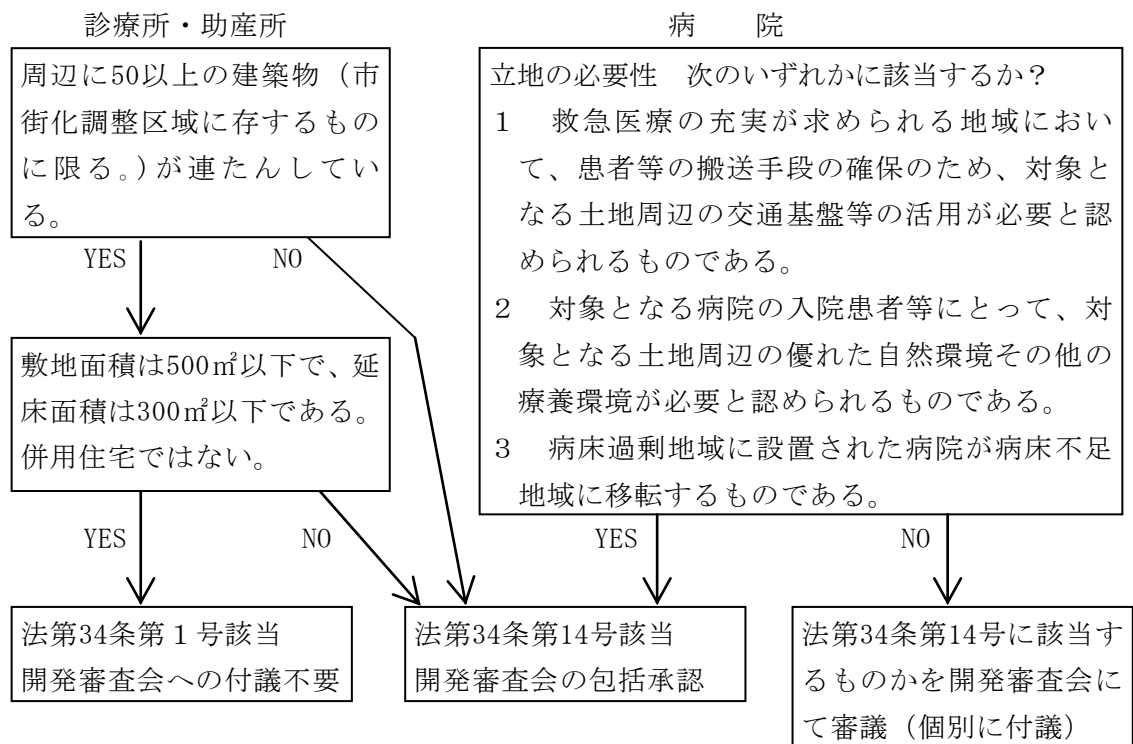 診療所・助産所
周辺に50以上の建築物（市
街化調整区域に存するもの
に限る。）が連たんしてい
る。
YES
NO
敷地面積は500㎡以下で、延
床面積は300㎡以下である。
併用住宅ではない。
YES
NO
法第34条第１号該当
開発審査会への付議不要
病　　院
立地の必要性　次のいずれかに該当するか？
１　救急医療の充実が求められる地域におい
て、患者等の搬送手段の確保のため、対象と
なる土地周辺の交通基盤等の活用が必要と認
められるものである。
２　対象となる病院の入院患者等にとって、対
象となる土地周辺の優れた自然環境その他の
療養環境が必要と認められるものである。
３　病床過剰地域に設置された病院が病床不足
地域に移転するものである。
YES
NO
法第34条第14号該当
開発審査会の包括承認
法第34条第14号に該当す
るものかを開発審査会に
て審議（個別に付議）